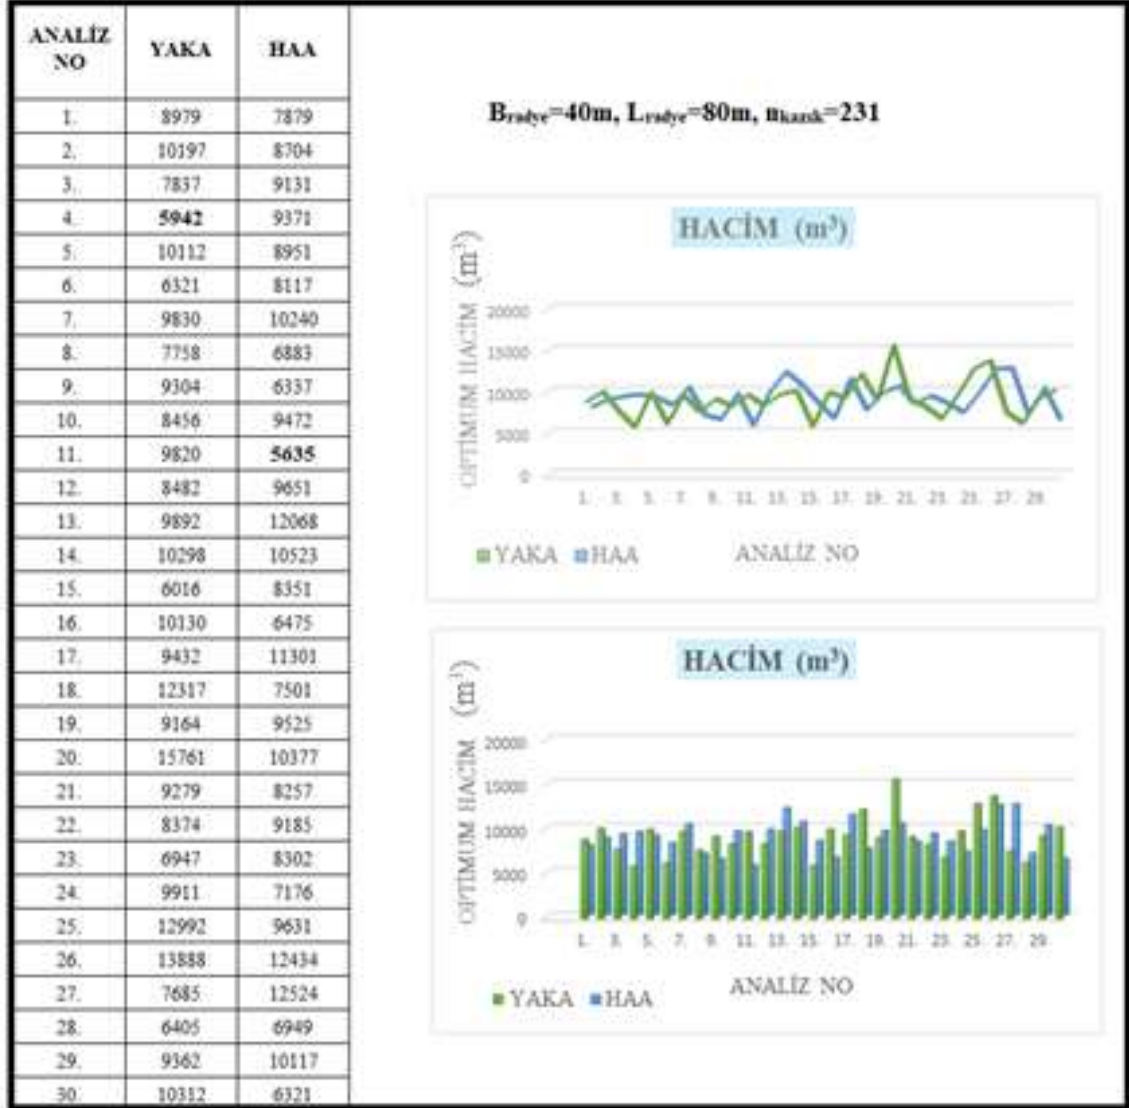 ANALİZ NO YAKA HAA
1. 8979 7879
2. 10197 8704
3. 7837 9131
4. 5942 9371
5. 10112 8951
6. 6321 8117
7. 9830 10240
8. 7758 6883
9. 9304 6337
10. 8456 9472
11. 9820 5635
12. 8482 9651
13. 9892 12068
14. 10298 10523
15. 6016 8351
16. 10130 6475
17. 9432 11301
18. 12317 7501
19. 9164 9525
20. 15761 10377
21. 9279 8257
22. 8374 9185
23. 6947 8302
24. 9911 7176
25. 12992 9631
26. 13888 12434
27. 7685 12524
28. 6405 6949
29. 9362 10117
30. 10312 6321
Bradye=40m, Lradye=80m, nkazık=231
HACİM (m³)
OPTİMUM HACİM (m³)
20000
15000
10000
5000
0
1. 3. 5. 7. 9. 11. 13. 15. 17. 19. 21. 23. 25. 27. 29.
YAKA HAA ANALİZ NO
HACİM (m³)
OPTİMUM HACİM (m³)
20000
15000
10000
5000
0
1. 3. 5. 7. 9. 11. 13. 15. 17. 19. 21. 23. 25. 27. 29.
YAKA HAA ANALİZ NO